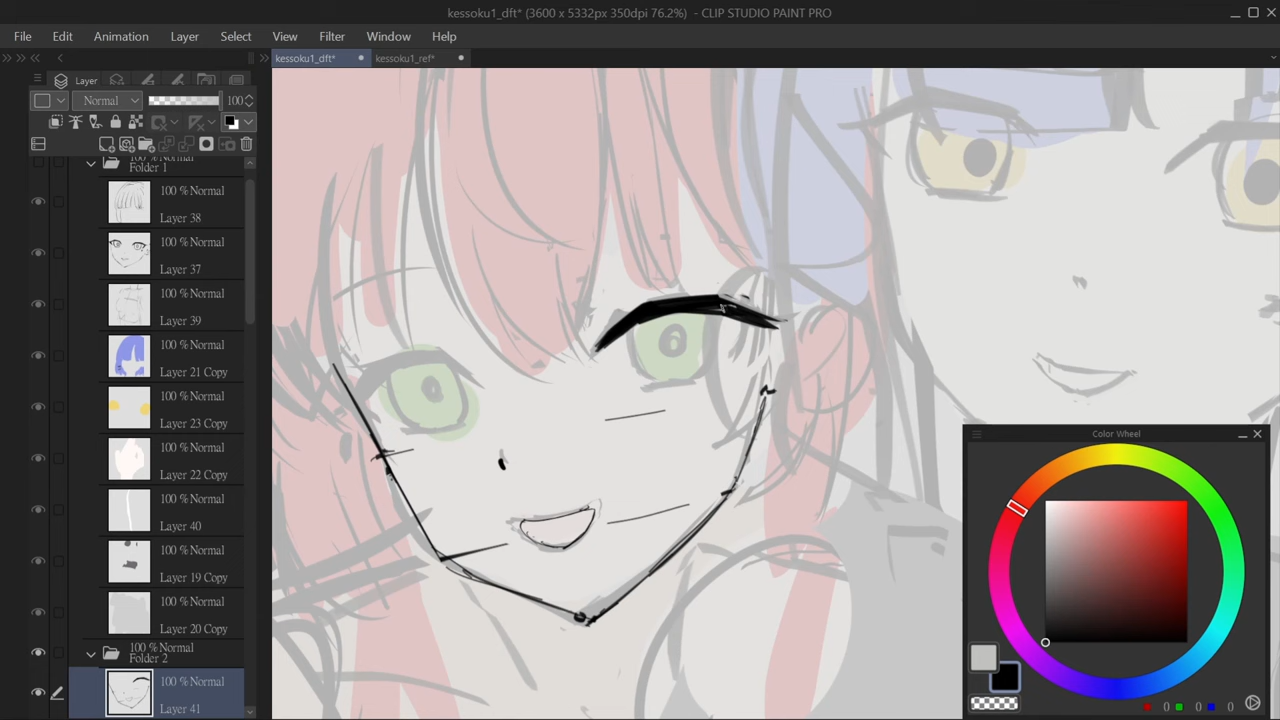 kessoku1_dft* (3600 x 5332px 350dpi 76.2%) - CLIP STUDIO PAINT PRO
File Edit Animation Layer Select View Filter Window Help
kessoku1_dft* kessoku1_ref*
Layer
Normal 100
100 %Normal
Folder 1
100 %Normal
Layer 38
100 %Normal
Layer 37
100 %Normal
Layer 39
100 %Normal
Layer 21 Copy
100 %Normal
Layer 23 Copy
100 %Normal
Layer 22 Copy
100 %Normal
Layer 40
100 %Normal
Layer 19 Copy
100 %Normal
Layer 20 Copy
100 %Normal
Folder 2
100 %Normal
Layer 41
Color Wheel
0 0 0